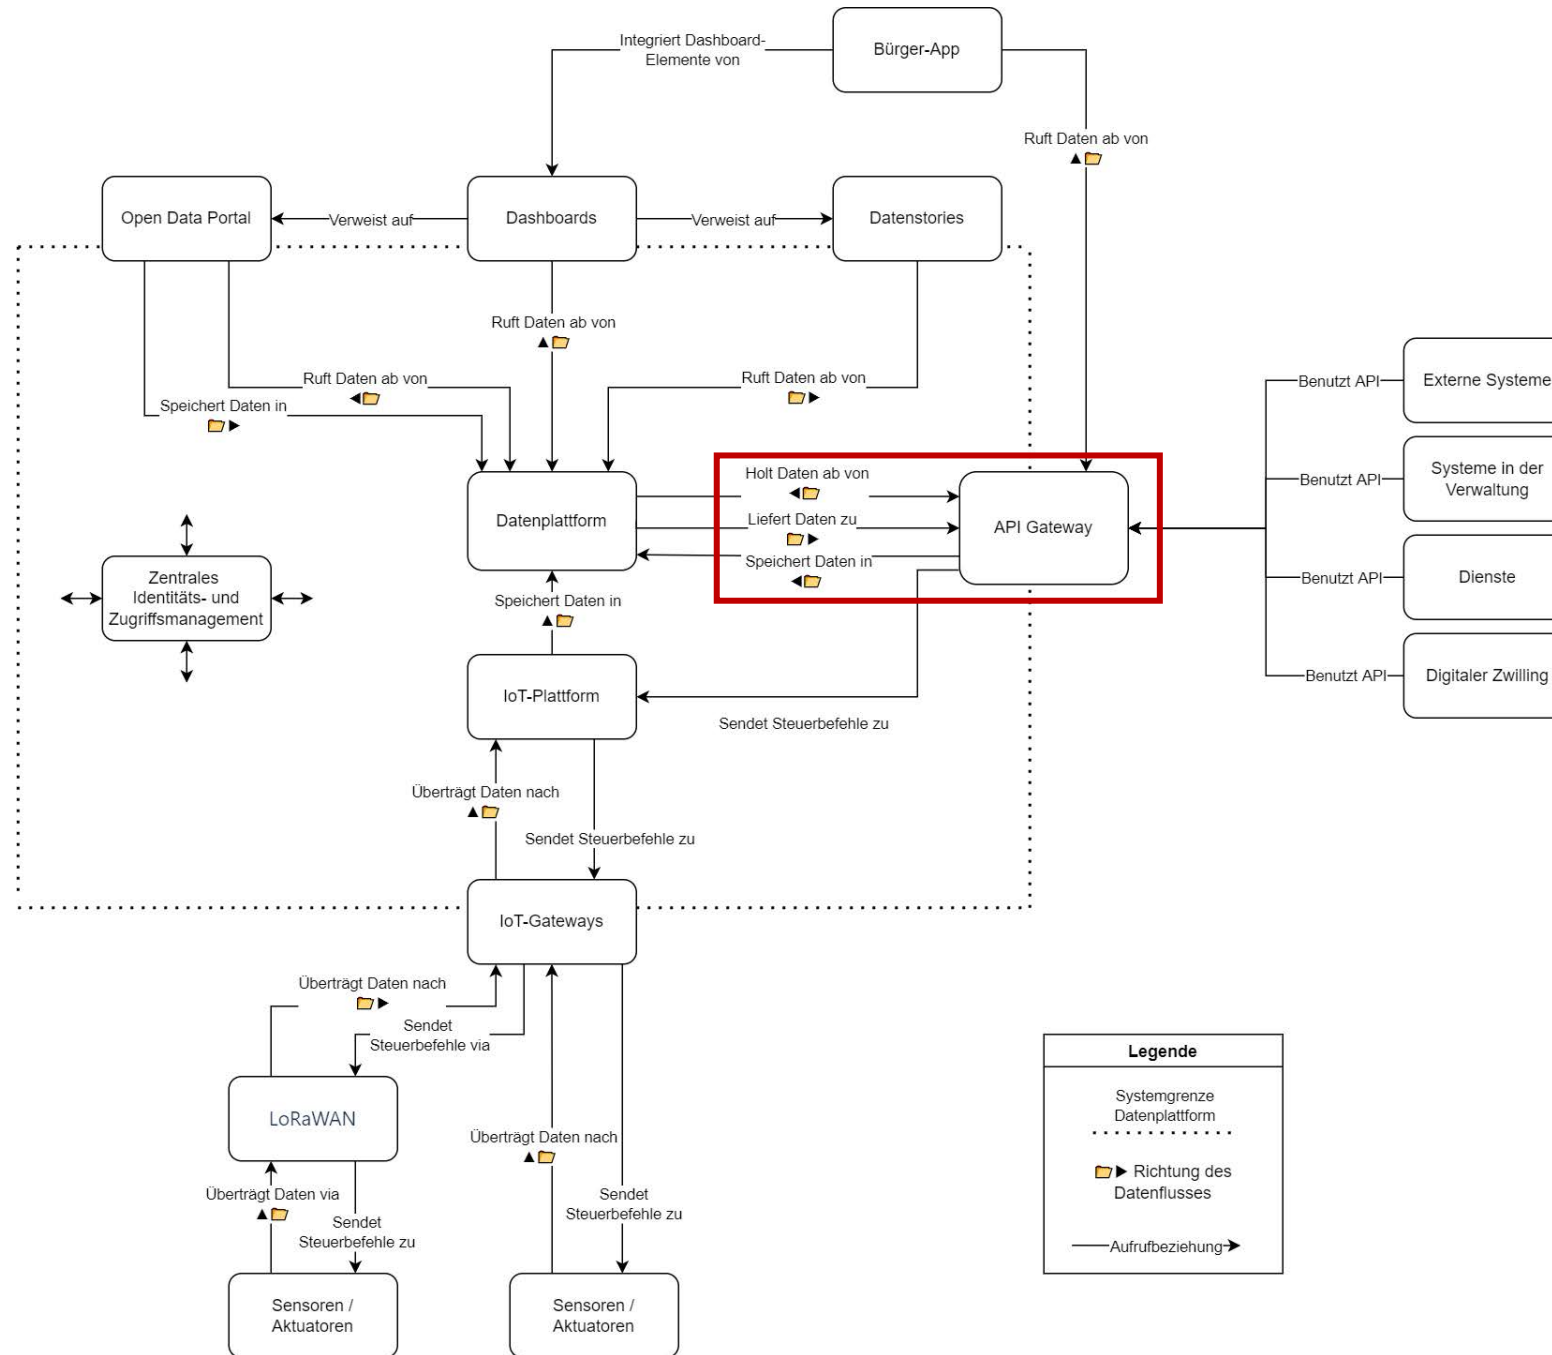 Integriert Dashboard-
Elemente von
Bürger-App
Ruft Daten ab von
Open Data Portal
Verweist auf
Dashboards
Verweist auf
Datenstories
Ruft Daten ab von
Ruft Daten ab von
Ruft Daten ab von
Speichert Daten in
Benutzt API
Externe Systeme
Holt Daten ab von
Datenplattform
Liefert Daten zu
API Gateway
Speichert Daten in
Benutzt API
Systeme in der
Verwaltung
Benutzt API
Dienste
Zentrales
Identitäts- und
Zugriffsmanagement
Speichert Daten in
Benutzt API
Digitaler Zwilling
IoT-Plattform
Sendet Steuerbefehle zu
Überträgt Daten nach
Sendet Steuerbefehle zu
IoT-Gateways
Überträgt Daten nach
Sendet
Steuerbefehle via
LoRaWAN
Überträgt Daten nach
Überträgt Daten via
Sendet
Steuerbefehle zu
Sendet
Steuerbefehle zu
Sensoren /
Aktuatoren
Sensoren /
Aktuatoren
Legende
Systemgrenze
Datenplattform
Richtung des
Datenflusses
Aufrufbeziehung